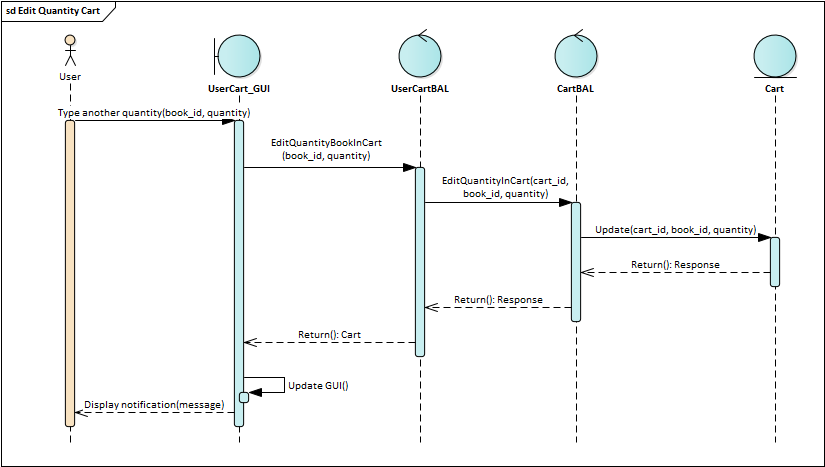 sd Edit Quantity Cart
User
UserCart_GUI
UserCartBAL
CartBAL
Cart
Type another quantity(book_id, quantity)
EditQuantityBookInCart
(book_id, quantity)
EditQuantityInCart(cart_id,
book_id, quantity)
Update(cart_id, book_id, quantity)
Return(): Response
Return(): Response
Return(): Cart
Update GUI()
Display notification(message)